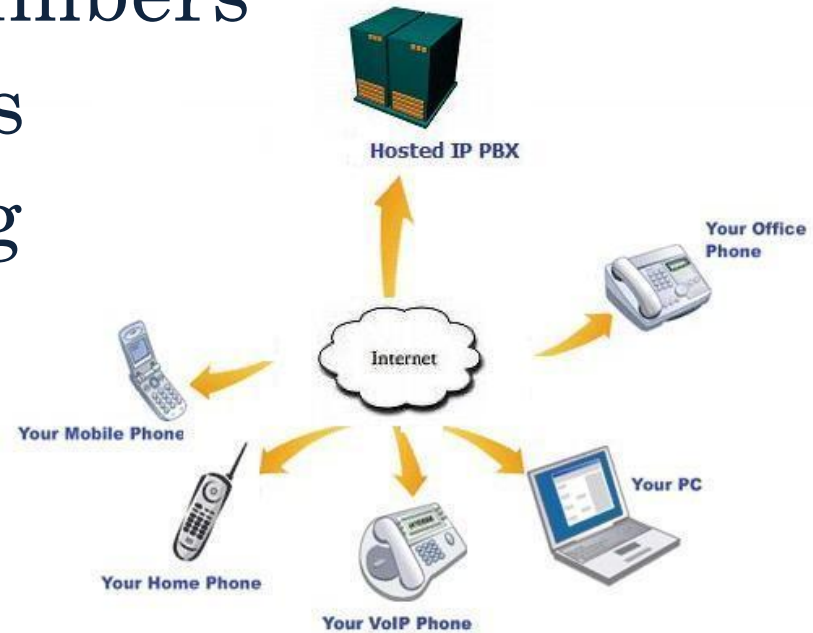 Hosted IP PBX
Your Office
Phone
Internet
Your Mobile Phone
Your PC
Your Home Phone
Your VoIP Phone